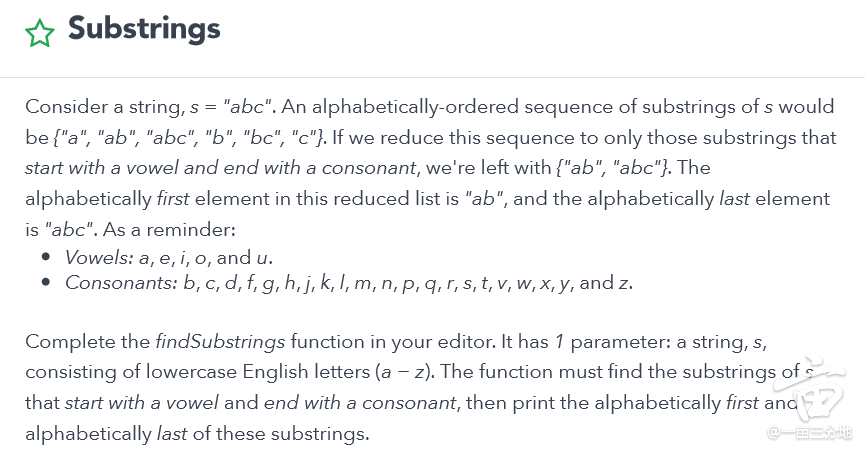 Substrings
Consider a string, s = "abc". An alphabetically-ordered sequence of substrings of s would
be {"a", "ab", "abc", "b", "bc", "c"}. If we reduce this sequence to only those substrings that
start with a vowel and end with a consonant, we're left with {"ab", "abc"}. The
alphabetically first element in this reduced list is "ab", and the alphabetically last element
is "abc". As a reminder:
• Vowels: a, e, i, o, and u.
• Consonants: b, c, d, f, g, h, j, k, l, m, n, p, q, r, s, t, v, w, x, y, and z.
Complete the findSubstrings function in your editor. It has 1 parameter: a string, s,
consisting of lowercase English letters (a − z). The function must find the substrings of s
that start with a vowel and end with a consonant, then print the alphabetically first and
alphabetically last of these substrings.
亩
@一亩三分地